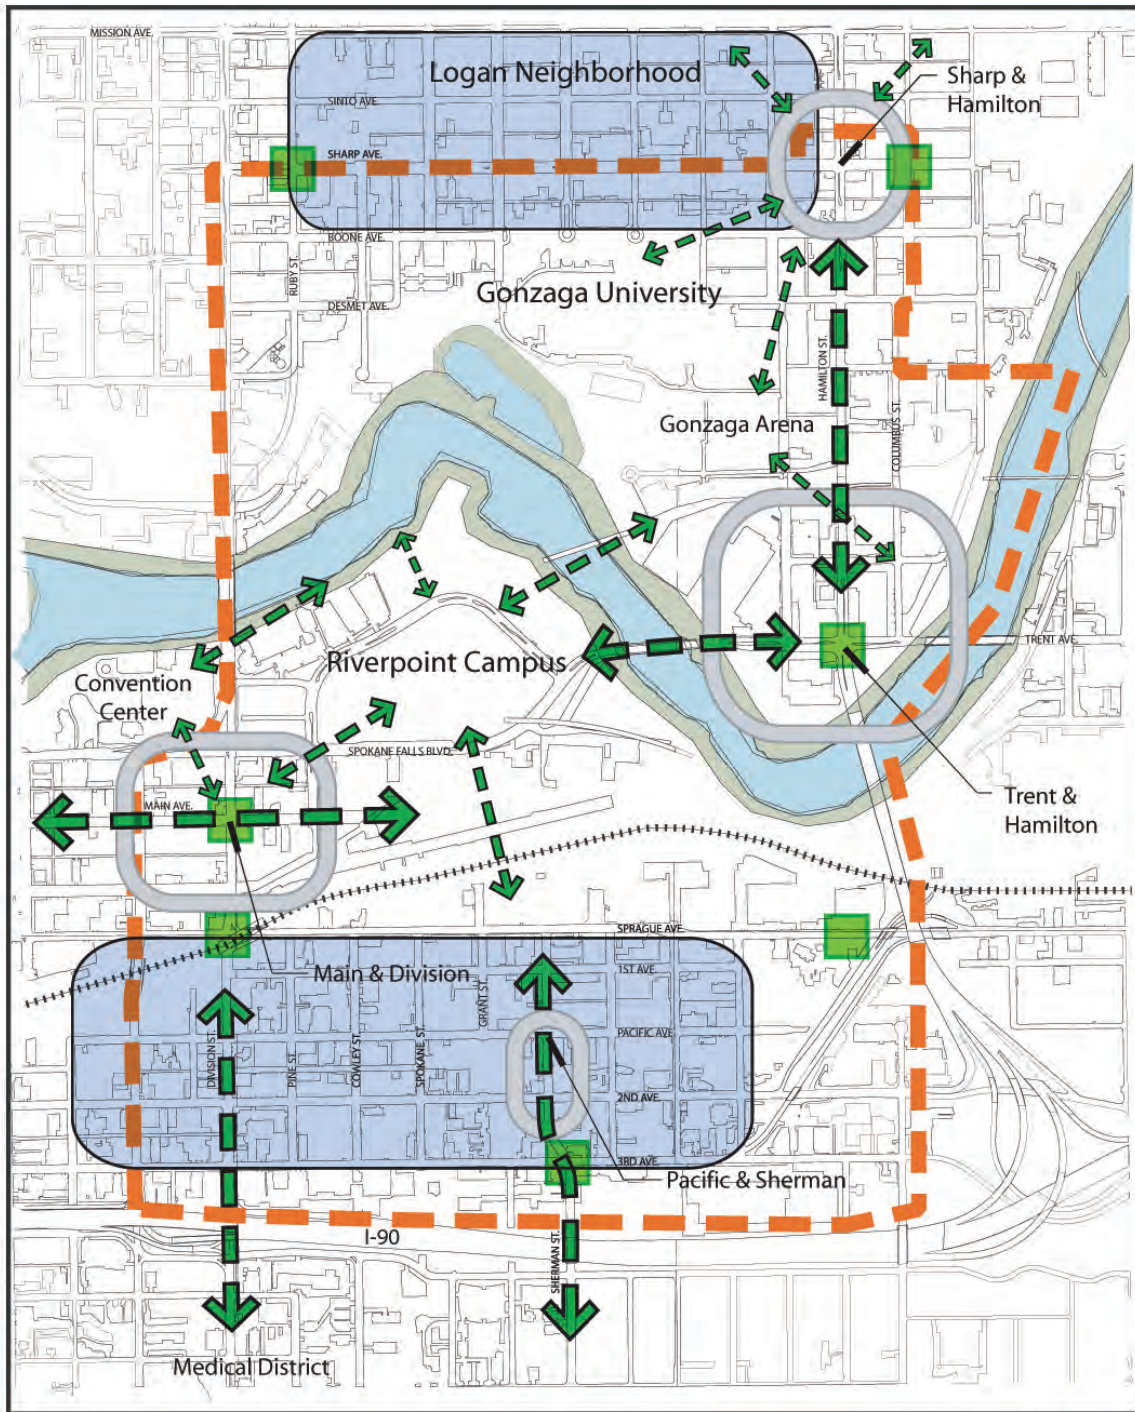 MISSION AVE.
Logan Neighborhood
Sharp &
Hamilton
SINTO AVE.
SHARP AVE.
BOONE AVE.
RUBY ST.
DESMET AVE.
Gonzaga University
HAMILTON ST.
Gonzaga Arena
COLUMBUS ST.
TRENT AVE.
Riverpoint Campus
Convention
Center
SPOKANE FALLS BLVD.
MAIN AVE.
Trent &
Hamilton
SPRAGUE AVE.
Main & Division
1ST AVE.
GRANT ST.
PACIFIC AVE.
DIVISION ST.
PINE ST.
COWLEY ST.
SPOKANE ST.
2ND AVE.
3RD AVE.
Pacific & Sherman
I-90
SHERMAN ST.
Medical District